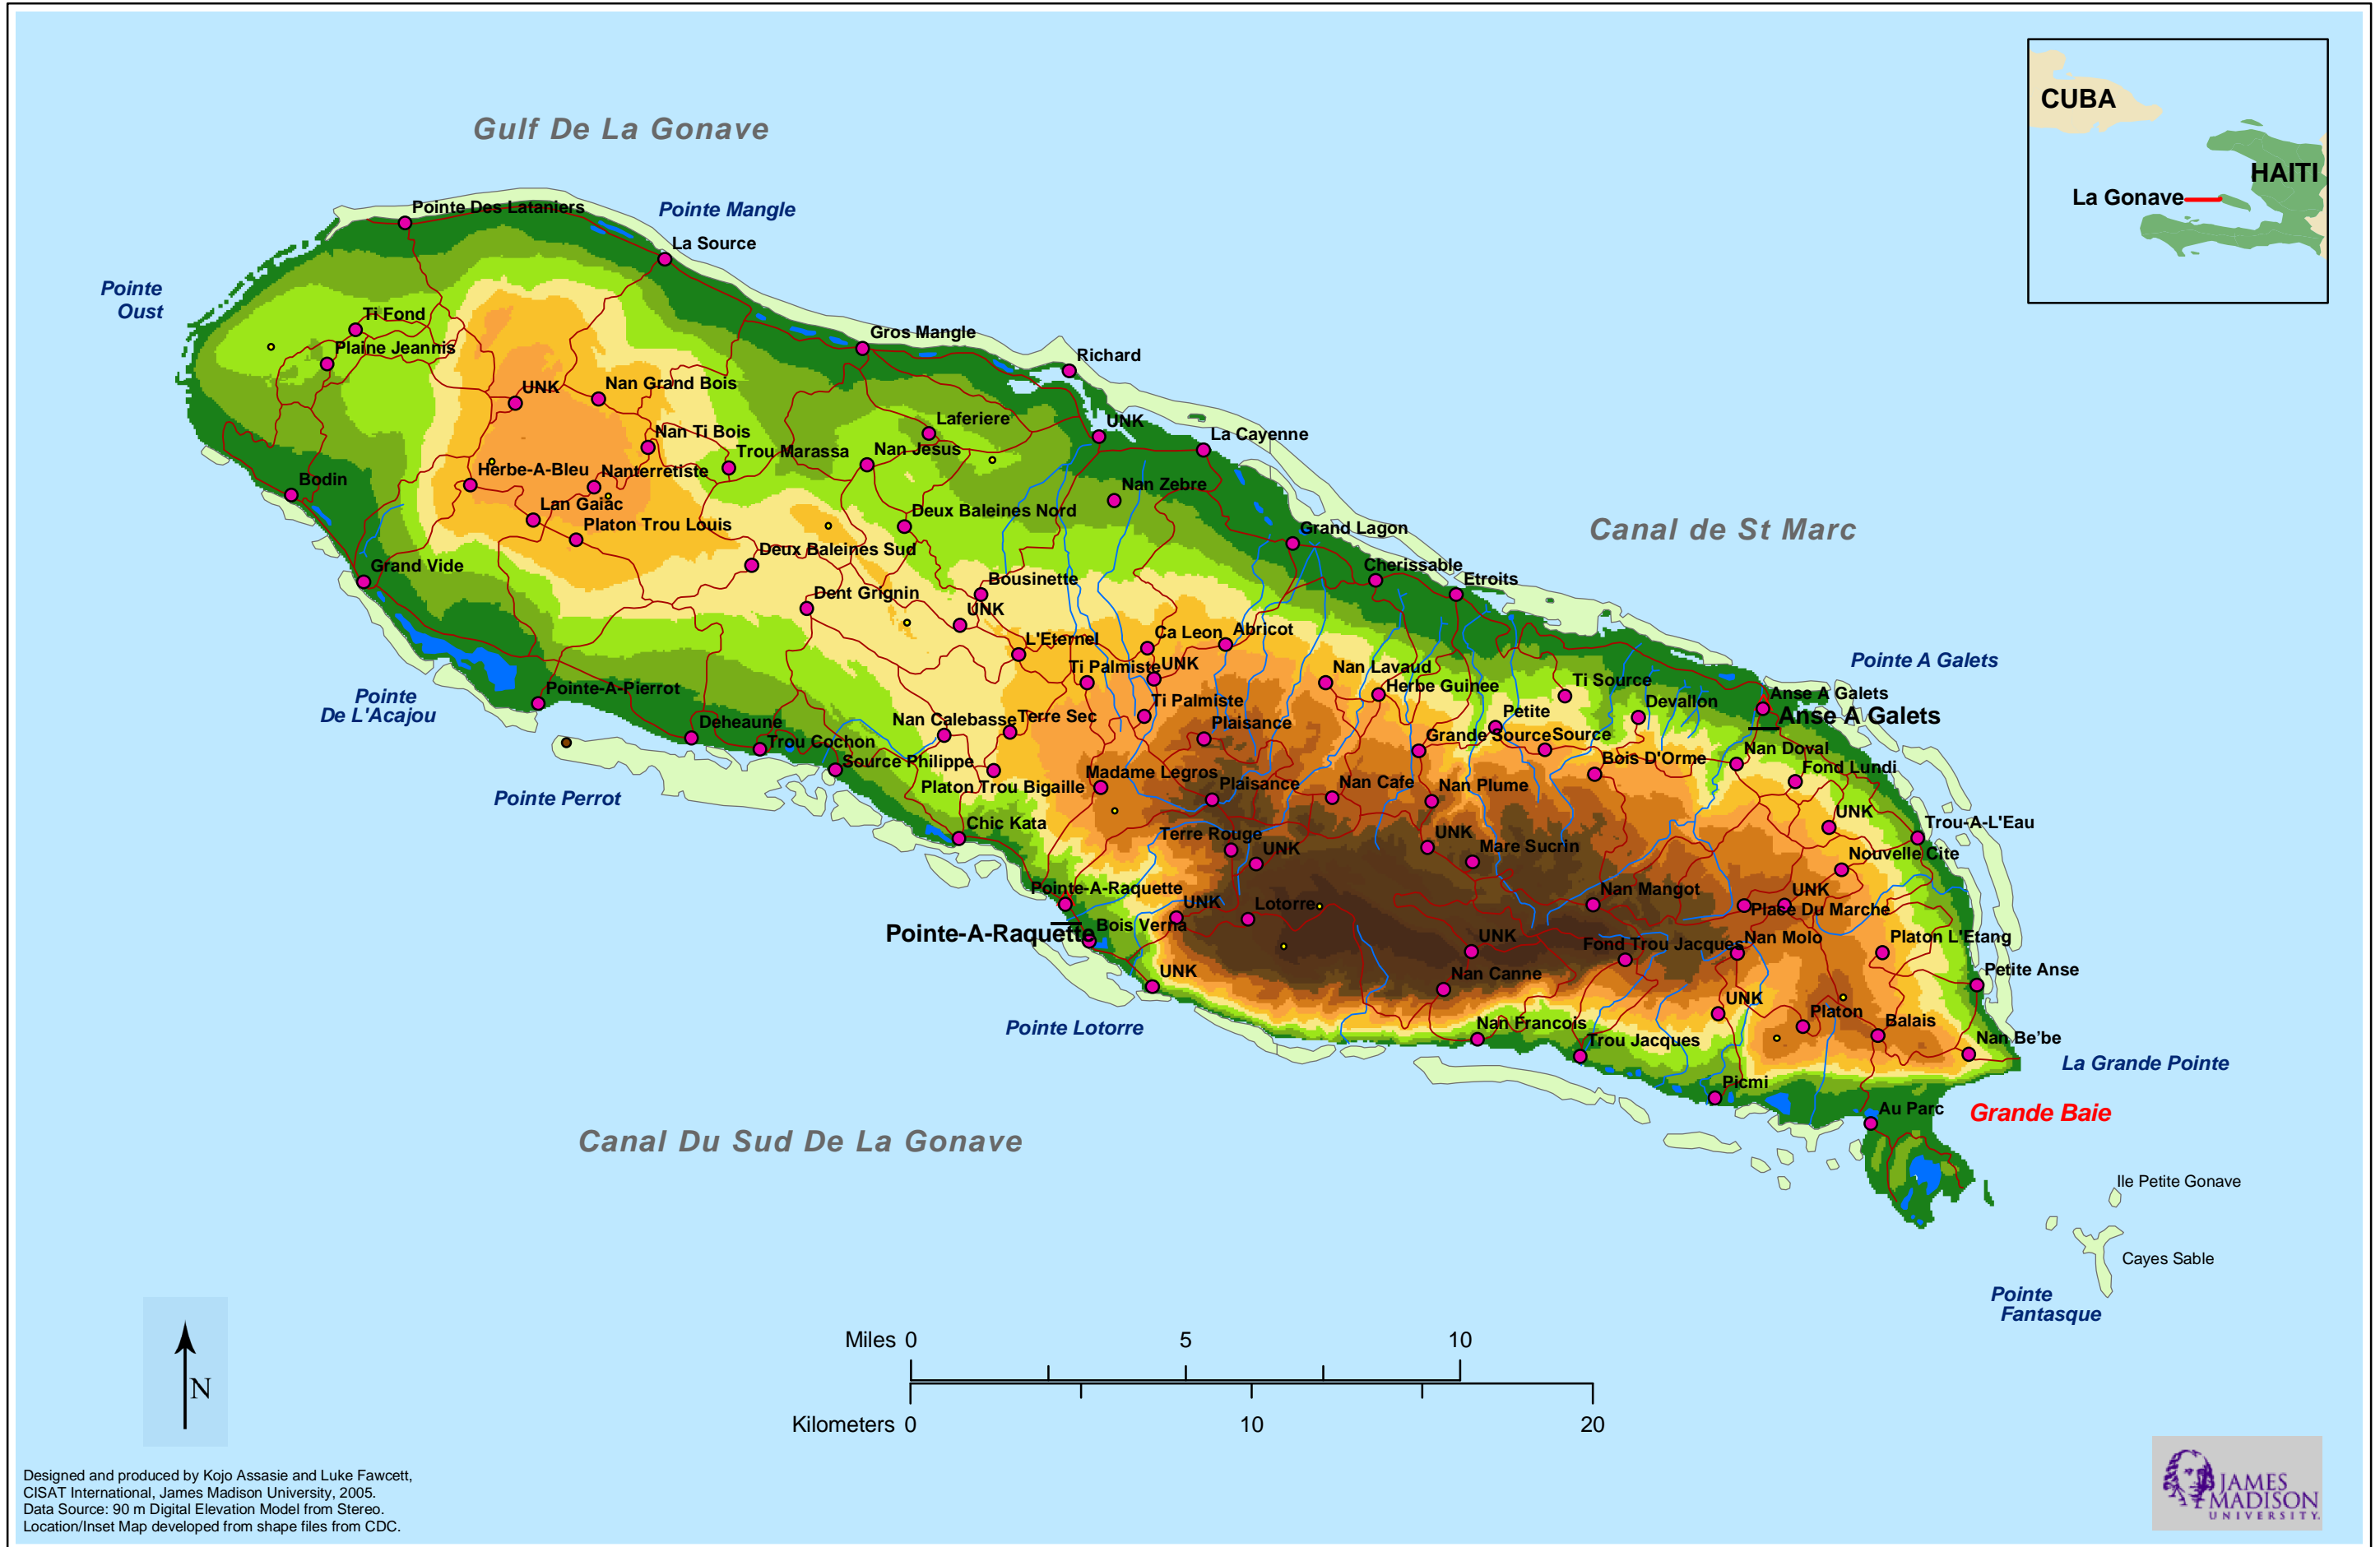 CUBA
HAITI
La Gonave
Gulf De La Gonave
Pointe Des Lataniers
Pointe Mangle
La Source
Pointe
Oust
Ti Fond
Plaine Jeannis
Gros Mangle
Richard
UNK
Nan Grand Bois
Laferiere
UNK
La Cayenne
Nan Ti Bois
Trou Marassa
Nan Jesus
Herbe-A-Bleu
Nanterretiste
Bodin
Nan Zebre
Lan Gaiac
Platon Trou Louis
Deux Baleines Nord
Grand Lagon
Canal de St Marc
Deux Baleines Sud
Grand Vide
Cherissable
Etroits
Bousinette
Dent Grignin
UNK
L'Eternel
Ca Leon
Abricot
Ti Palmiste
UNK
Nan Lavaud
Herbe Guinee
Ti Source
Pointe A Galets
Pointe-A-Pierrot
Pointe
De L'Acajou
Ti Palmiste
Devallon
Anse A Galets
Anse A Galets
Deheaune
Nan Calebasse
Terre Sec
Plaisance
Petite
Grande Source
Source
Trou Cochon
Source Philippe
Nan Doval
Bois D'Orme
Fond Lundi
Platon Trou Bigaille
Madame Legros
Plaisance
Nan Cafe
Nan Plume
Pointe Perrot
Chic Kata
UNK
Trou-A-L'Eau
Terre Rouge
UNK
UNK
Mare Sucrin
Nouvelle Cite
Pointe-A-Raquette
UNK
Lotorre
Nan Mangot
UNK
Place Du Marche
Pointe-A-Raquette
Bois Verna
UNK
Fond Trou Jacques
Nan Molo
Platon L'Etang
UNK
Nan Canne
Petite Anse
Pointe Lotorre
Nan Francois
Trou Jacques
UNK
Platon
Balais
Nan Be'be
La Grande Pointe
Picmi
Au Parc
Grande Baie
Canal Du Sud De La Gonave
Ile Petite Gonave
Cayes Sable
Pointe
Fantasque
Miles 0 5 10
Kilometers 0 10 20
N
Designed and produced by Kojo Assasie and Luke Fawcett,
CISAT International, James Madison University, 2005.
Data Source: 90 m Digital Elevation Model from Stereo.
Location/Inset Map developed from shape files from CDC.
JAMES
MADISON
UNIVERSITY.